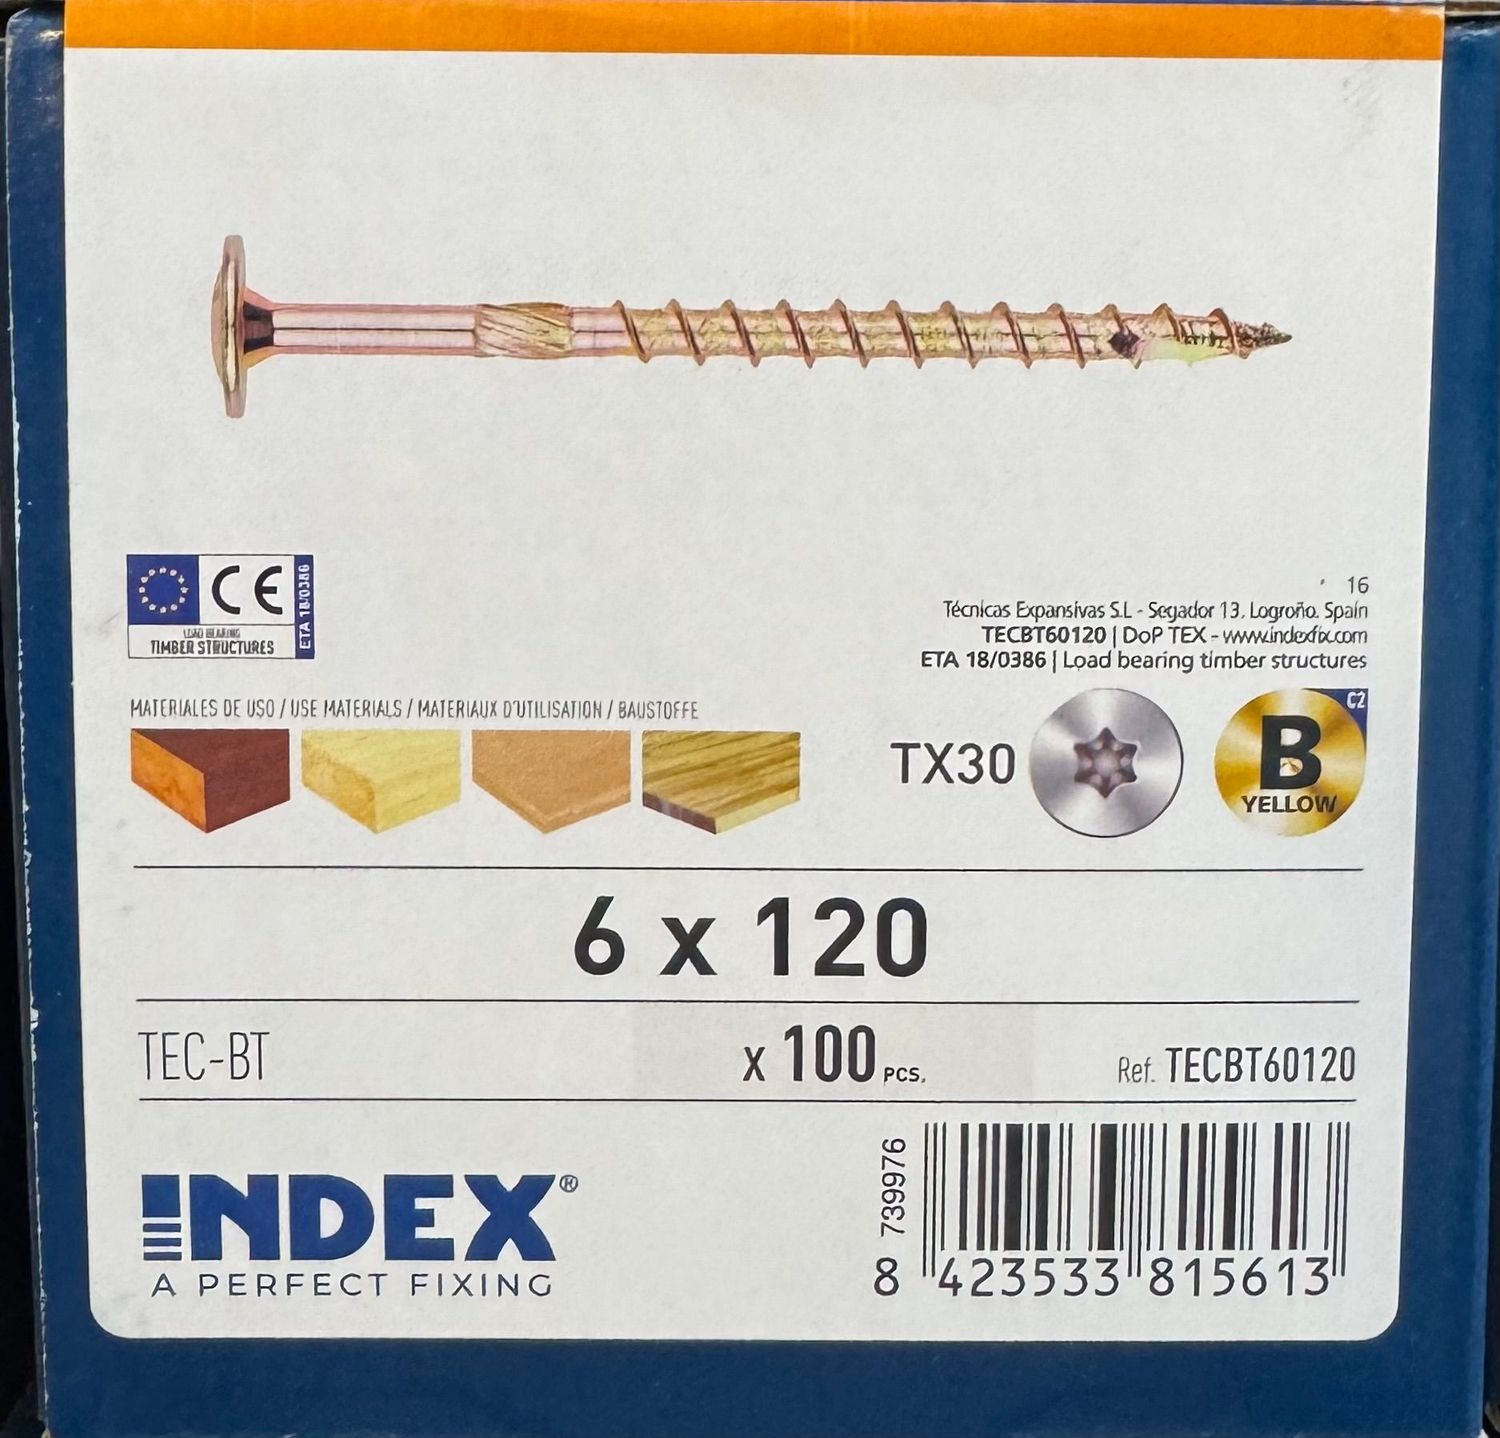 CE
ETA 18/0386
LOAD BEARING
TIMBER STRUCTURES
16
Técnicas Expansivas S.L - Segador 13. Logroño. Spain
TECBT60120 | DoP TEX - www.indexfix.com
ETA 18/0386 | Load bearing timber structures
MATERIALES DE USO / USE MATERIALS / MATERIAUX D'UTILISATION / BAUSTOFFE
TX30
C2
B
YELLOW
6 x 120
TEC-BT
x 100 PCS.
Ref. TECBT60120
INDEX®
A PERFECT FIXING
739976
8 423533 815613